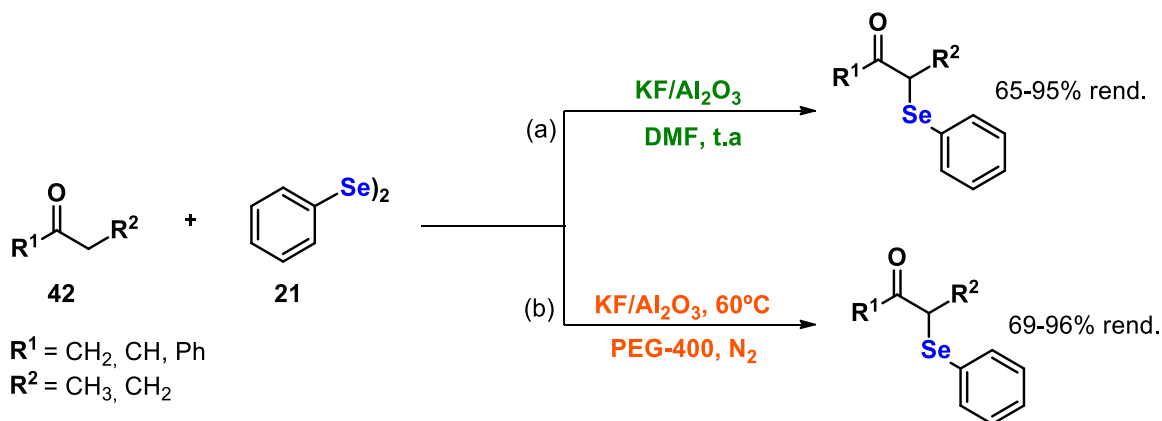 O
R¹
R²
Se
65-95% rend.
(a)
KF/Al₂O₃
DMF, t.a
O
R¹
R²
42
+
Se)₂
21
(b)
KF/Al₂O₃, 60ºC
PEG-400, N₂
O
R¹
R²
Se
69-96% rend.
R¹ = CH₂, CH, Ph
R² = CH₃, CH₂